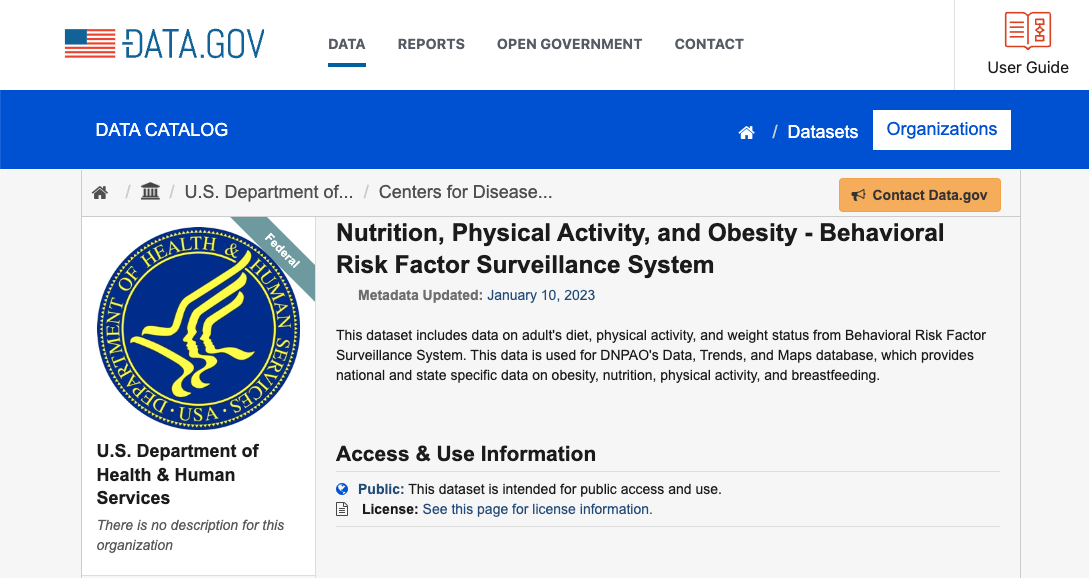 DATA.GOV
DATA REPORTS OPEN GOVERNMENT CONTACT
User Guide
DATA CATALOG
/ Datasets Organizations
/ / U.S. Department of... / Centers for Disease...
Contact Data.gov
Federal
DEPARTMENT OF HEALTH & HUMAN SERVICES · USA ·
U.S. Department of
Health & Human
Services
There is no description for this
organization
Nutrition, Physical Activity, and Obesity - Behavioral
Risk Factor Surveillance System
Metadata Updated: January 10, 2023
This dataset includes data on adult's diet, physical activity, and weight status from Behavioral Risk Factor
Surveillance System. This data is used for DNPAO's Data, Trends, and Maps database, which provides
national and state specific data on obesity, nutrition, physical activity, and breastfeeding.
Access & Use Information
Public: This dataset is intended for public access and use.
License: See this page for license information.